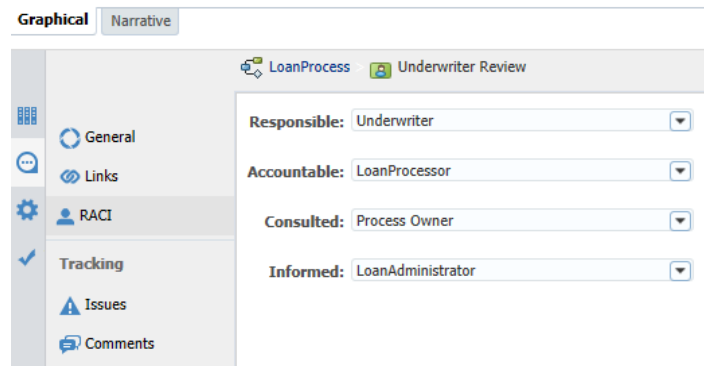 Graphical Narrative
LoanProcess Underwriter Review
General
Links
RACI
Tracking
Issues
Comments
Responsible: Underwriter
Accountable: LoanProcessor
Consulted: Process Owner
Informed: LoanAdministrator